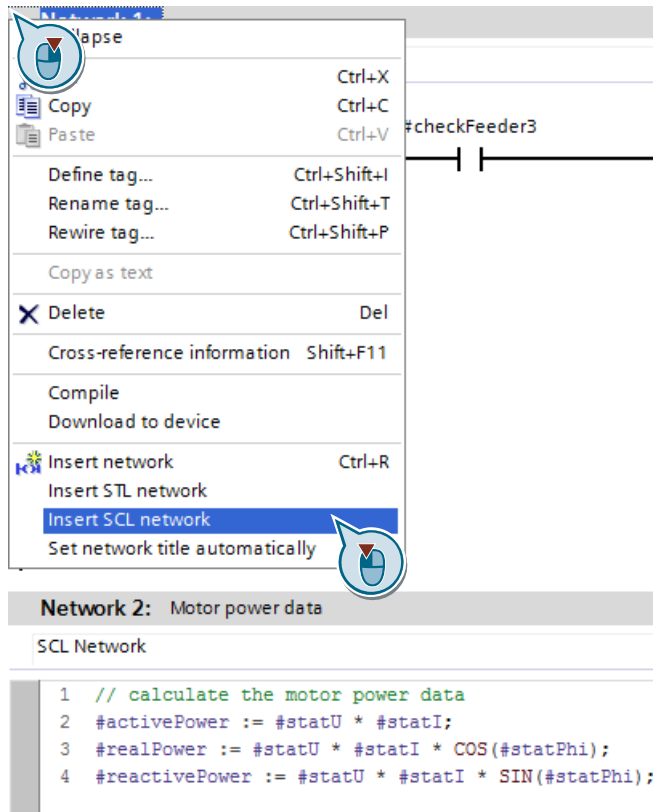 Network 1:
Ctrl+X
Copy Ctrl+C
Paste Ctrl+V
#checkFeeder3
Define tag... Ctrl+Shift+I
Rename tag... Ctrl+Shift+T
Rewire tag... Ctrl+Shift+P
Copy as text
Delete Del
Cross-reference information Shift+F11
Compile
Download to device
Insert network Ctrl+R
Insert STL network
Insert SCL network
Set network title automatically
Network 2: Motor power data
SCL Network
1 // calculate the motor power data
2 #activePower := #statU * #statI;
3 #realPower := #statU * #statI * COS(#statPhi);
4 #reactivePower := #statU * #statI * SIN(#statPhi);